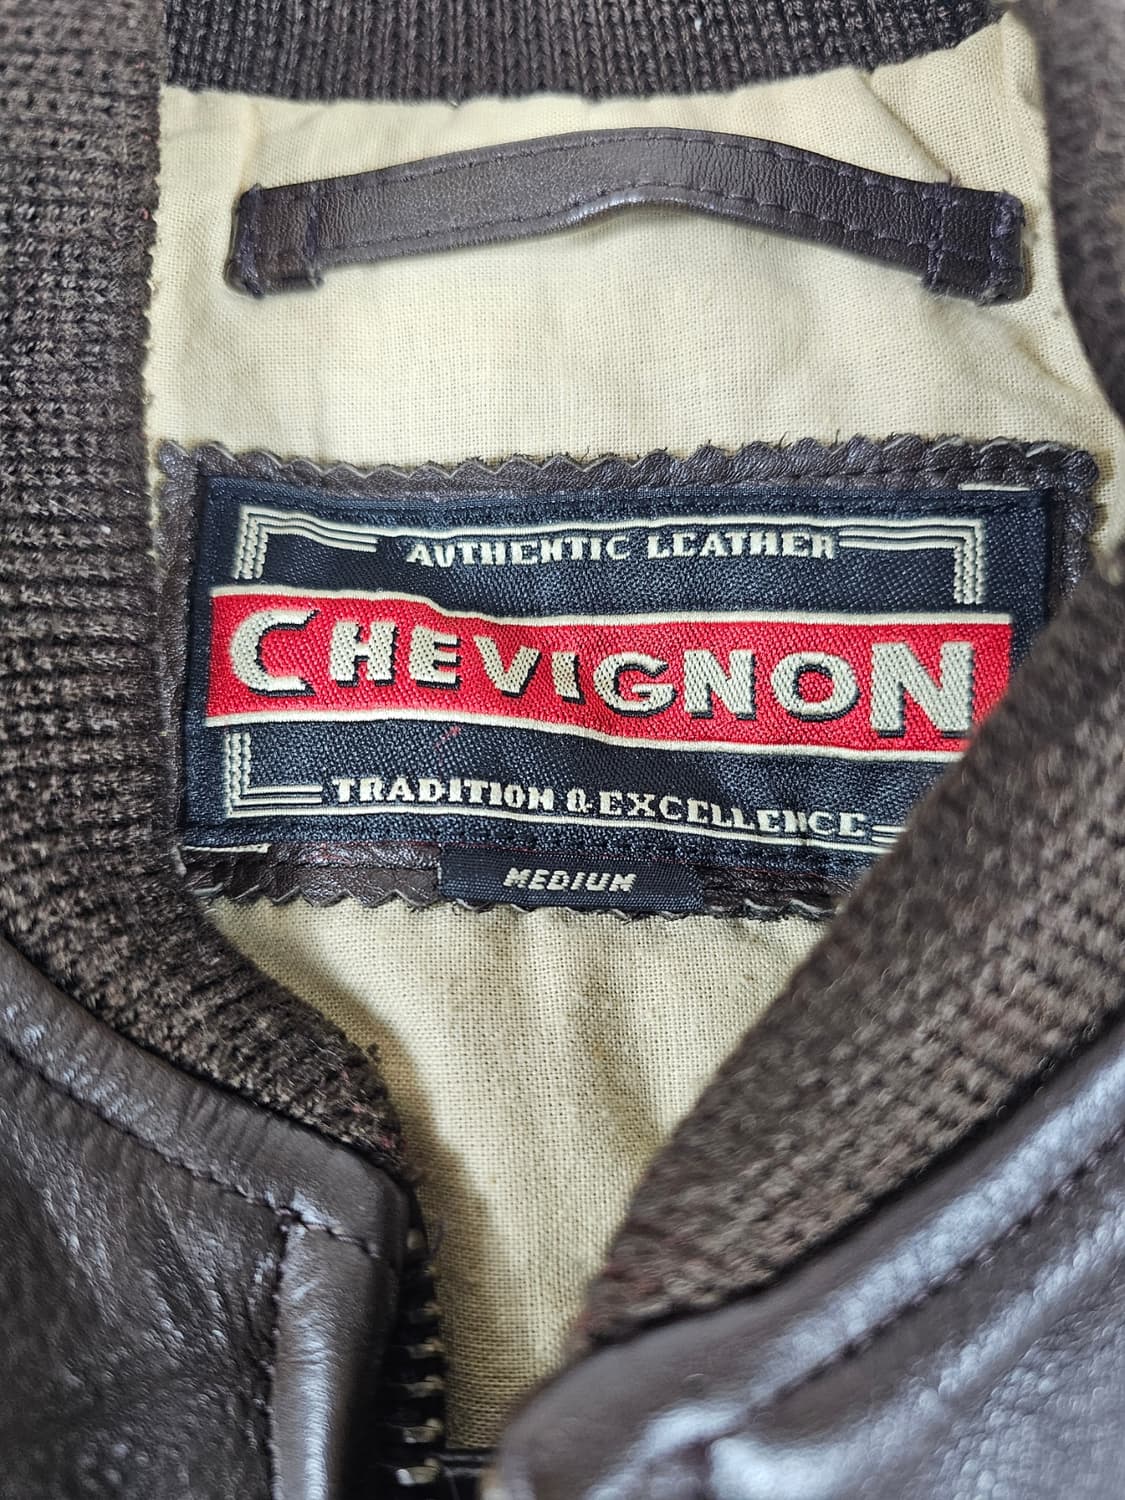 AUTHENTIC LEATHER
CHEVIGNON
TRADITION & EXCELLENCE
MEDIUM